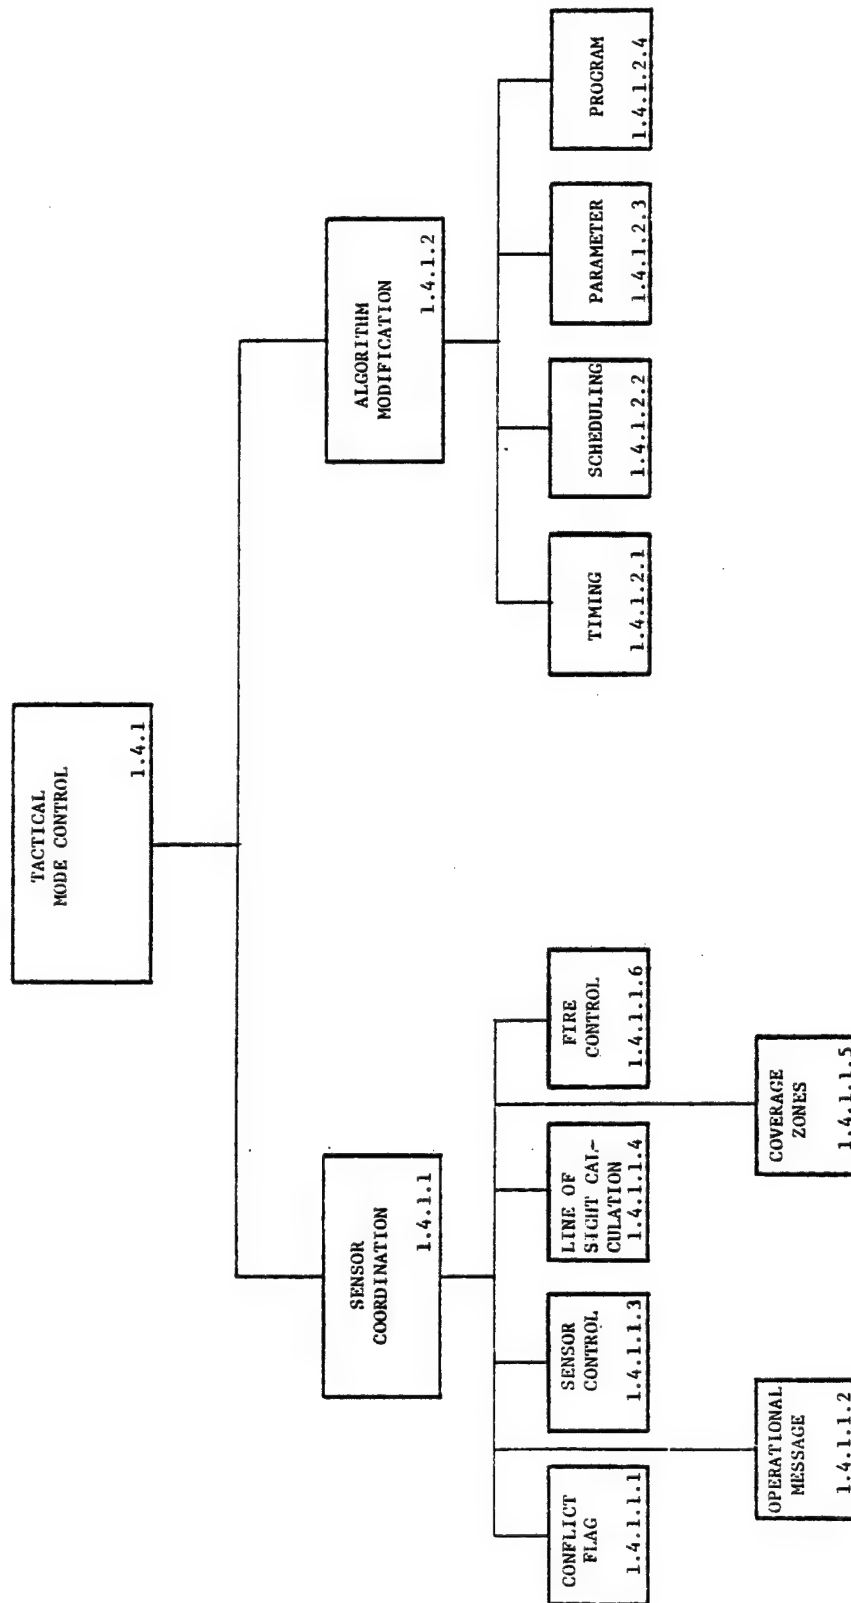 TACTICAL
MODE CONTROL
1.4.1
SENSOR
COORDINATION
1.4.1.1
ALGORITHM
MODIFICATION
1.4.1.2
CONFLICT
FLAG
1.4.1.1.1
SENSOR
CONTROL
1.4.1.1.3
LINE OF
SIGHT CAL-
CULATION
1.4.1.1.4
FIRE
CONTROL
1.4.1.1.6
TIMING
1.4.1.2.1
SCHEDULING
1.4.1.2.2
PARAMETER
1.4.1.2.3
PROGRAM
1.4.1.2.4
OPERATIONAL
MESSAGE
1.4.1.1.2
COVERAGE
ZONES
1.4.1.1.5